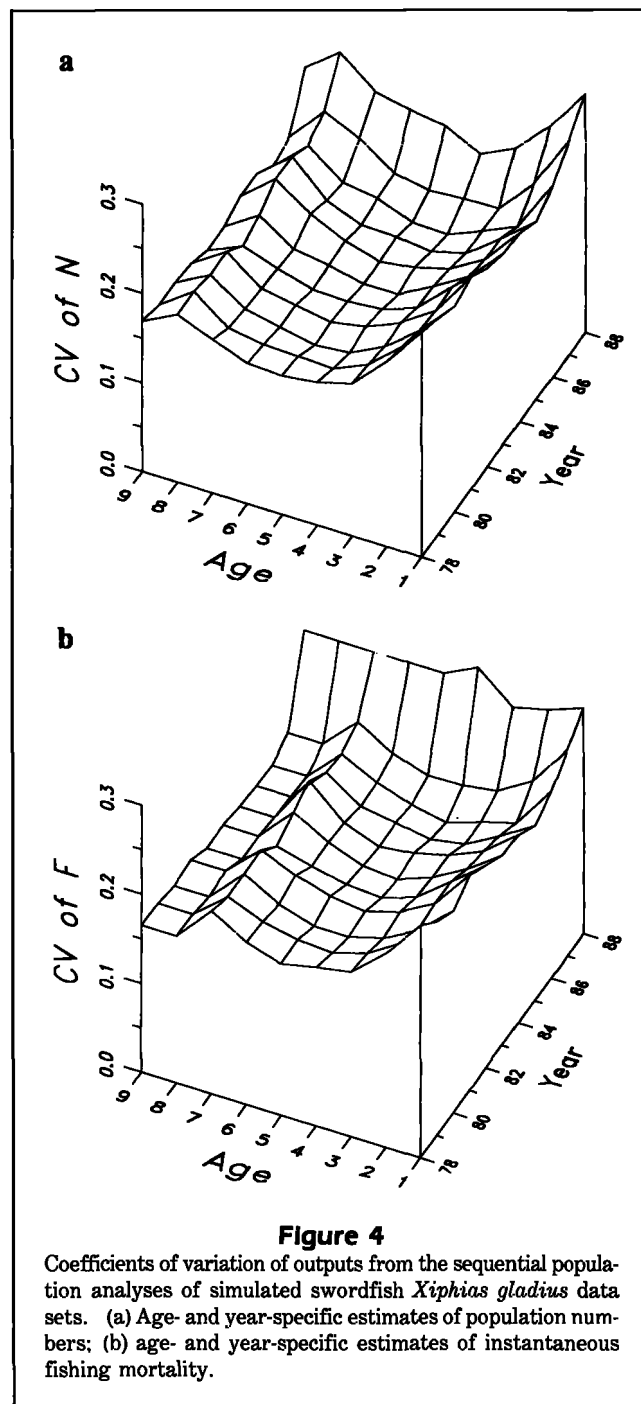 a
0.3
0.2
0.1
0.0
CV of N
9 8 7 6 5 4 3 2 1
Age
78 80 82 84 86 88
Year
b
0.3
0.2
0.1
0.0
CV of F
9 8 7 6 5 4 3 2 1
Age
78 80 82 84 86 88
Year
Figure 4
Coefficients of variation of outputs from the sequential popula-
tion analyses of simulated swordfish Xiphias gladius data
sets. (a) Age- and year-specific estimates of population num-
bers; (b) age- and year-specific estimates of instantaneous
fishing mortality.